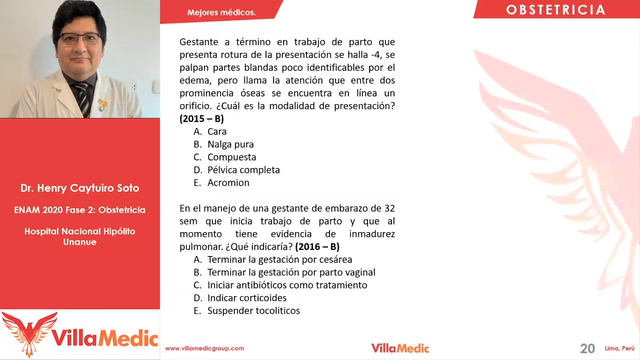 Mejores médicos.
OBSTETRICIA
Gestante a término en trabajo de parto que
presenta rotura de la presentación se halla -4, se
palpan partes blandas poco identificables por el
edema, pero llama la atención que entre dos
prominencia óseas se encuentra en línea un
orificio. ¿Cuál es la modalidad de presentación?
(2015 – B)
A. Cara
B. Nalga pura
C. Compuesta
D. Pélvica completa
E. Acromion
En el manejo de una gestante de embarazo de 32
sem que inicia trabajo de parto y que al
momento tiene evidencia de inmadurez
pulmonar. ¿Qué indicaría? (2016 – B)
A. Terminar la gestación por cesárea
B. Terminar la gestación por parto vaginal
C. Iniciar antibióticos como tratamiento
D. Indicar corticoides
E. Suspender tocoliticos
Dr. Henry Caytuiro Soto
ENAM 2020 Fase 2: Obstetricia
Hospital Nacional Hipólito
Unanue
VillaMedic
www.villamedicgroup.com
VillaMedic
20 Lima, Perú